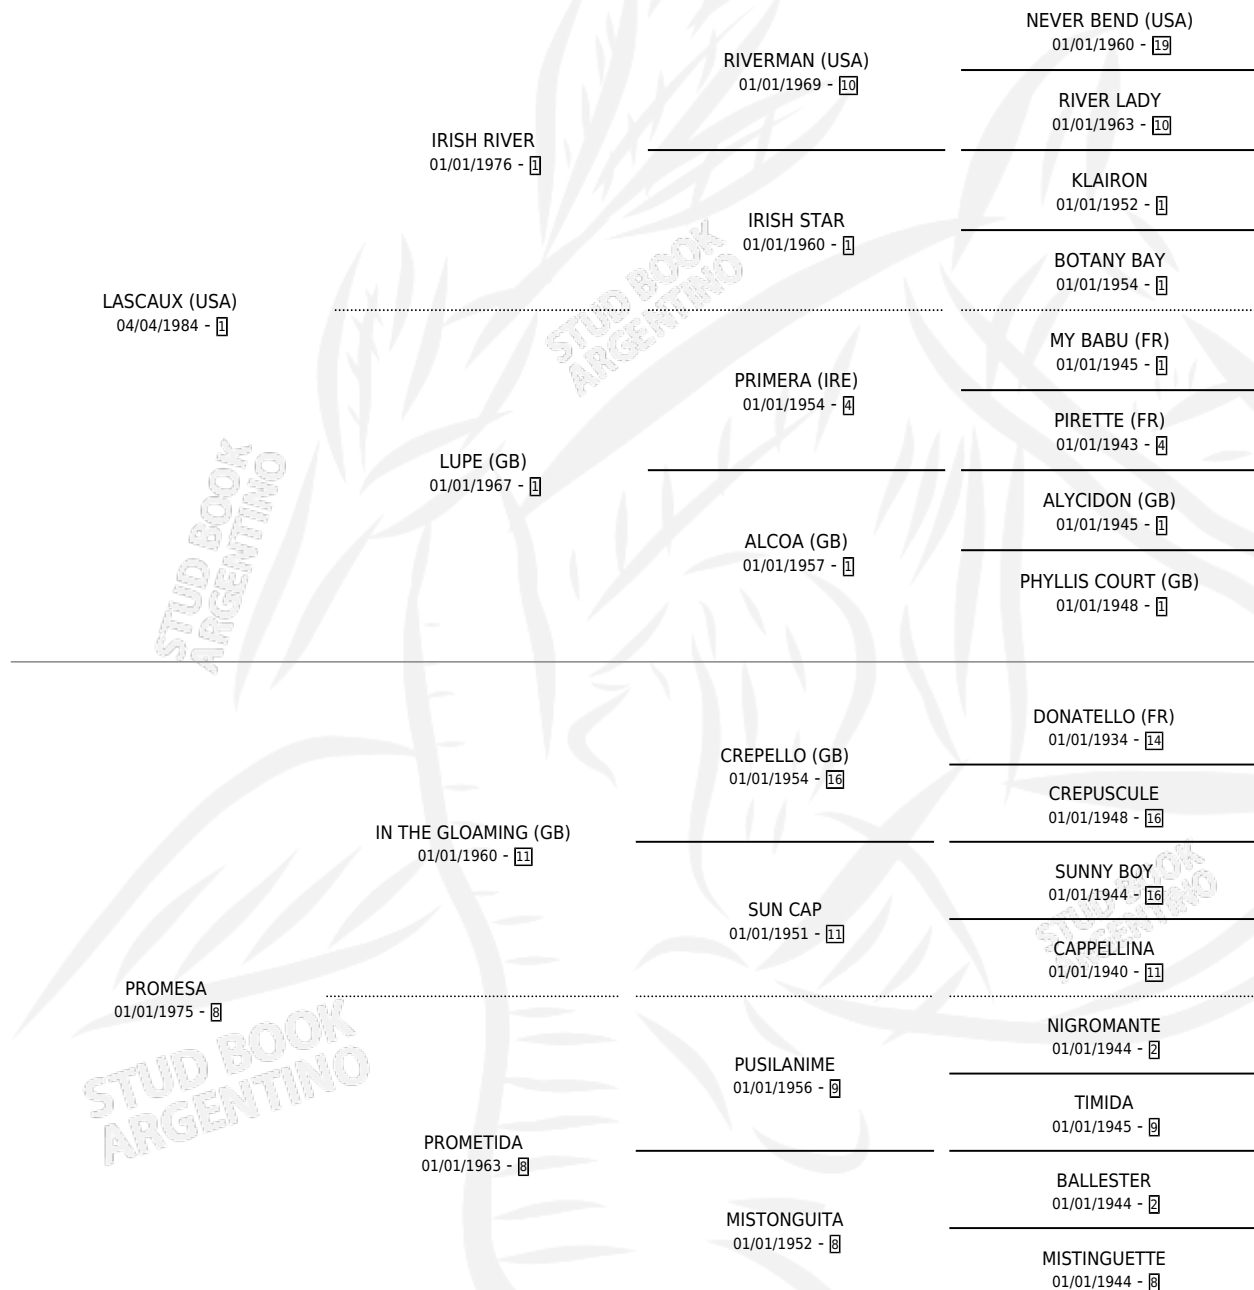 NEVER BEND (USA)
01/01/1960 - 19
RIVERMAN (USA)
01/01/1969 - 10
RIVER LADY
01/01/1963 - 10
IRISH RIVER
01/01/1976 - 1
KLAIRON
01/01/1952 - 1
IRISH STAR
01/01/1960 - 1
BOTANY BAY
01/01/1954 - 1
LASCAUX (USA)
04/04/1984 - 1
MY BABU (FR)
01/01/1945 - 1
PRIMERA (IRE)
01/01/1954 - 4
PIRETTE (FR)
01/01/1943 - 4
LUPE (GB)
01/01/1967 - 1
ALYCIDON (GB)
01/01/1945 - 1
ALCOA (GB)
01/01/1957 - 1
PHYLLIS COURT (GB)
01/01/1948 - 1
DONATELLO (FR)
01/01/1934 - 14
CREPELLO (GB)
01/01/1954 - 16
CREPUSCULE
01/01/1948 - 16
IN THE GLOAMING (GB)
01/01/1960 - 11
SUNNY BOY
01/01/1944 - 16
SUN CAP
01/01/1951 - 11
CAPPELLINA
01/01/1940 - 11
PROMESA
01/01/1975 - 8
NIGROMANTE
01/01/1944 - 2
PUSILANIME
01/01/1956 - 9
TIMIDA
01/01/1945 - 9
PROMETIDA
01/01/1963 - 8
BALLESTER
01/01/1944 - 2
MISTONGUITA
01/01/1952 - 8
MISTINGUETTE
01/01/1944 - 8
STUD BOOK
ARGENTINO
STUD BOOK
ARGENTINO
STUD BOOK
ARGENTINO
STUD BOOK
ARGENTINO